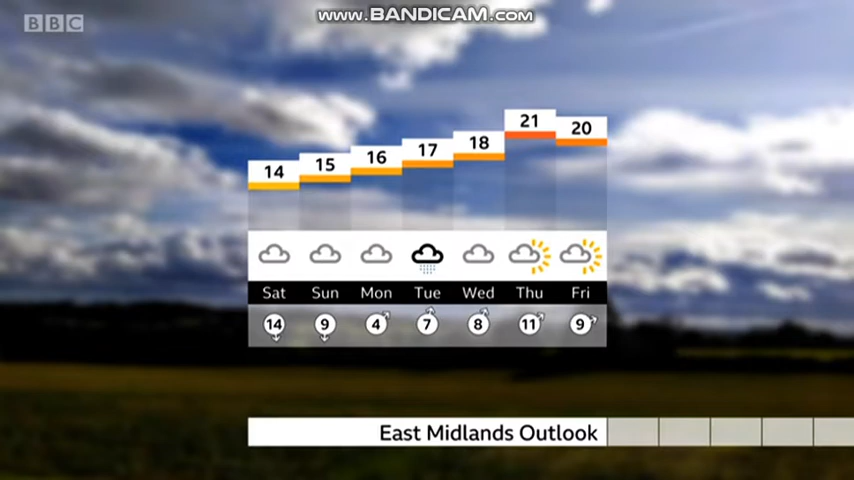 BBC
www.BANDICAM.com
14 15 16 17 18 21 20
Sat Sun Mon Tue Wed Thu Fri
14 9 4 7 8 11 9
East Midlands Outlook